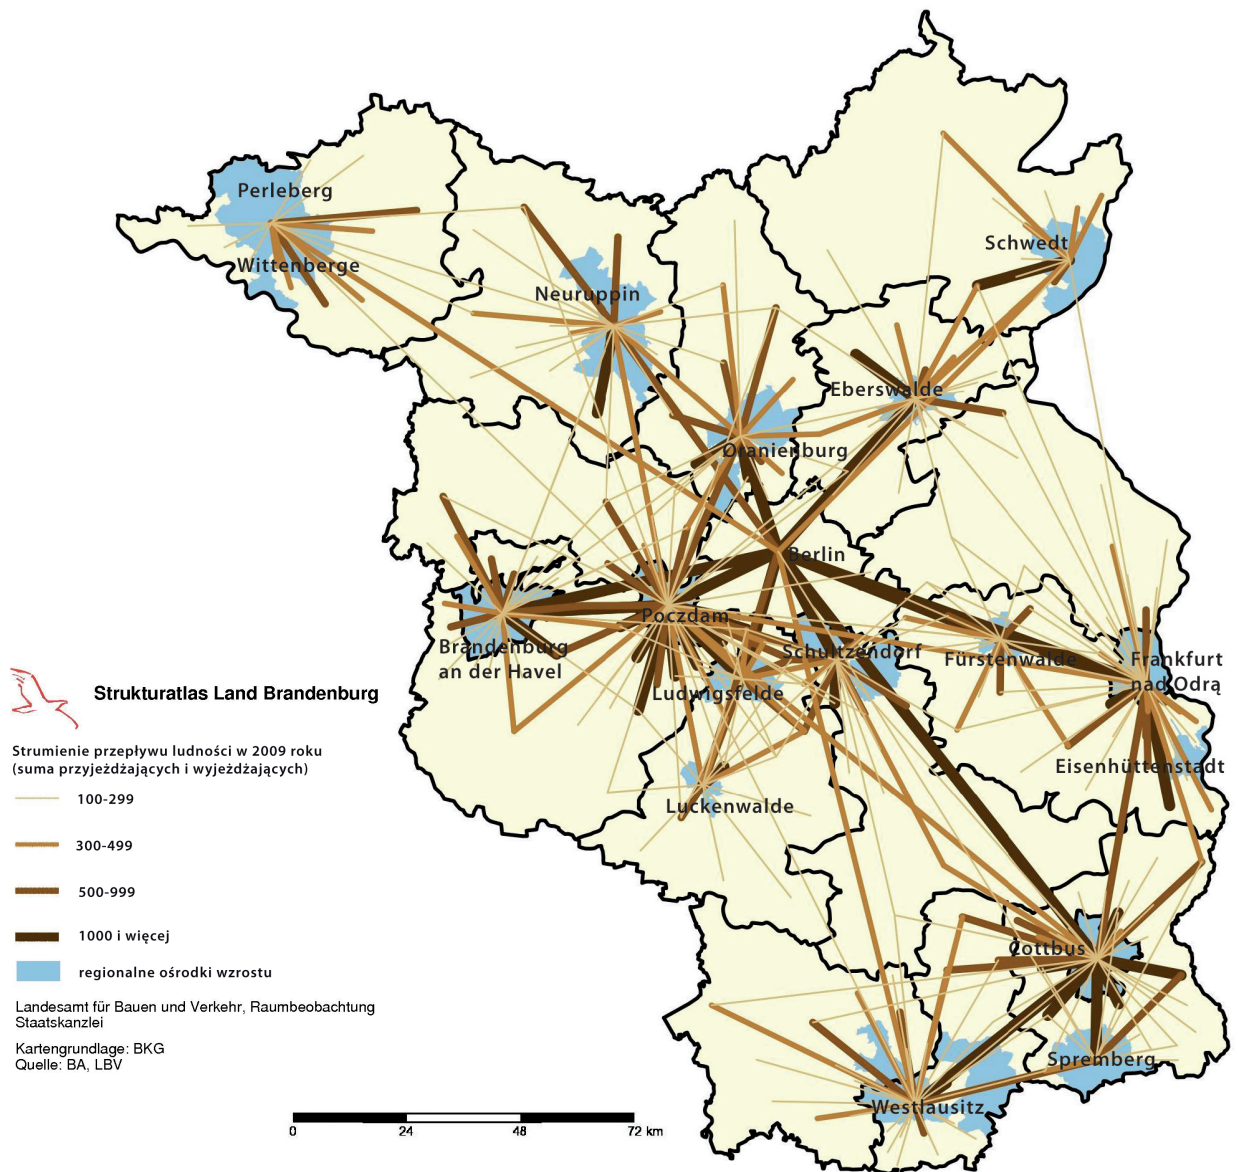 Perleberg
Wittenberge
Neuruppin
Schwedt
Eberswalde
Oranienburg
Berlin
Poczdam
Brandenburg
an der Havel
Schultzendorf
Fürstenwalde
Frankfurt
nad Odrą
Ludwigsfelde
Eisenhüttenstadt
Luckenwalde
Cottbus
Spremberg
Westlausitz
Strukturatlas Land Brandenburg
Strumienie przepływu ludności w 2009 roku
(suma przyjeżdżających i wyjeżdżających)
100-299
300-499
500-999
1000 i więcej
regionalne ośrodki wzrostu
Landesamt für Bauen und Verkehr, Raumbeobachtung
Staatskanzlei
Kartengrundlage: BKG
Quelle: BA, LBV
0 24 48 72 km